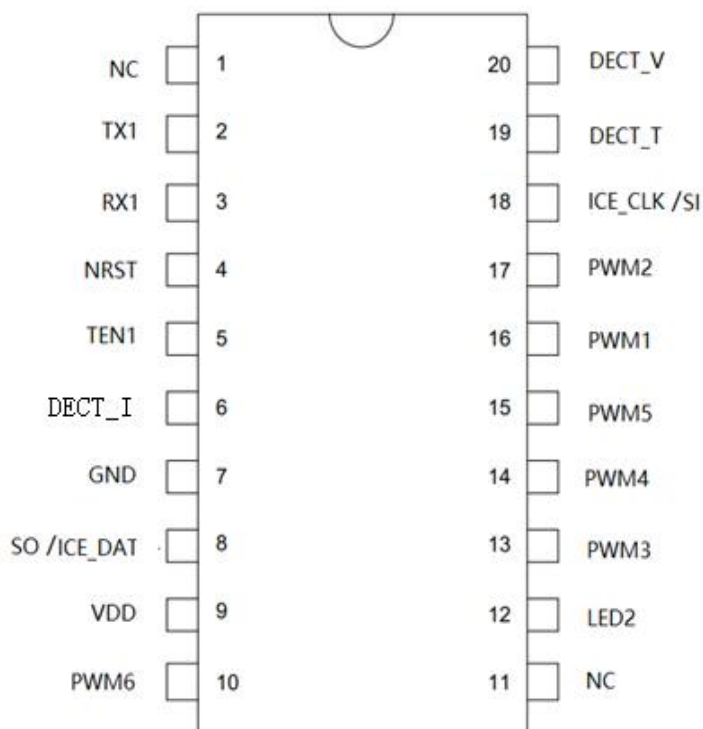 NC 1 20 DECT_V
TX1 2 19 DECT_T
RX1 3 18 ICE_CLK /SI
NRST 4 17 PWM2
TEN1 5 16 PWM1
DECT_I 6 15 PWM5
GND 7 14 PWM4
SO /ICE_DAT 8 13 PWM3
VDD 9 12 LED2
PWM6 10 11 NC